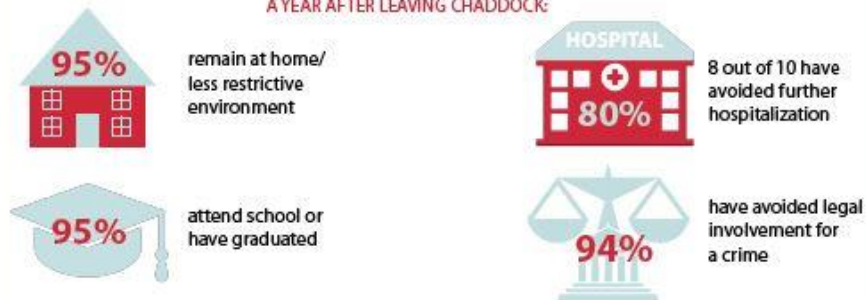 A YEAR AFTER LEAVING CHADDOCK:
95%
remain at home/
less restrictive
environment
HOSPITAL
80%
8 out of 10 have
avoided further
hospitalization
95%
attend school or
have graduated
94%
have avoided legal
involvement for
a crime